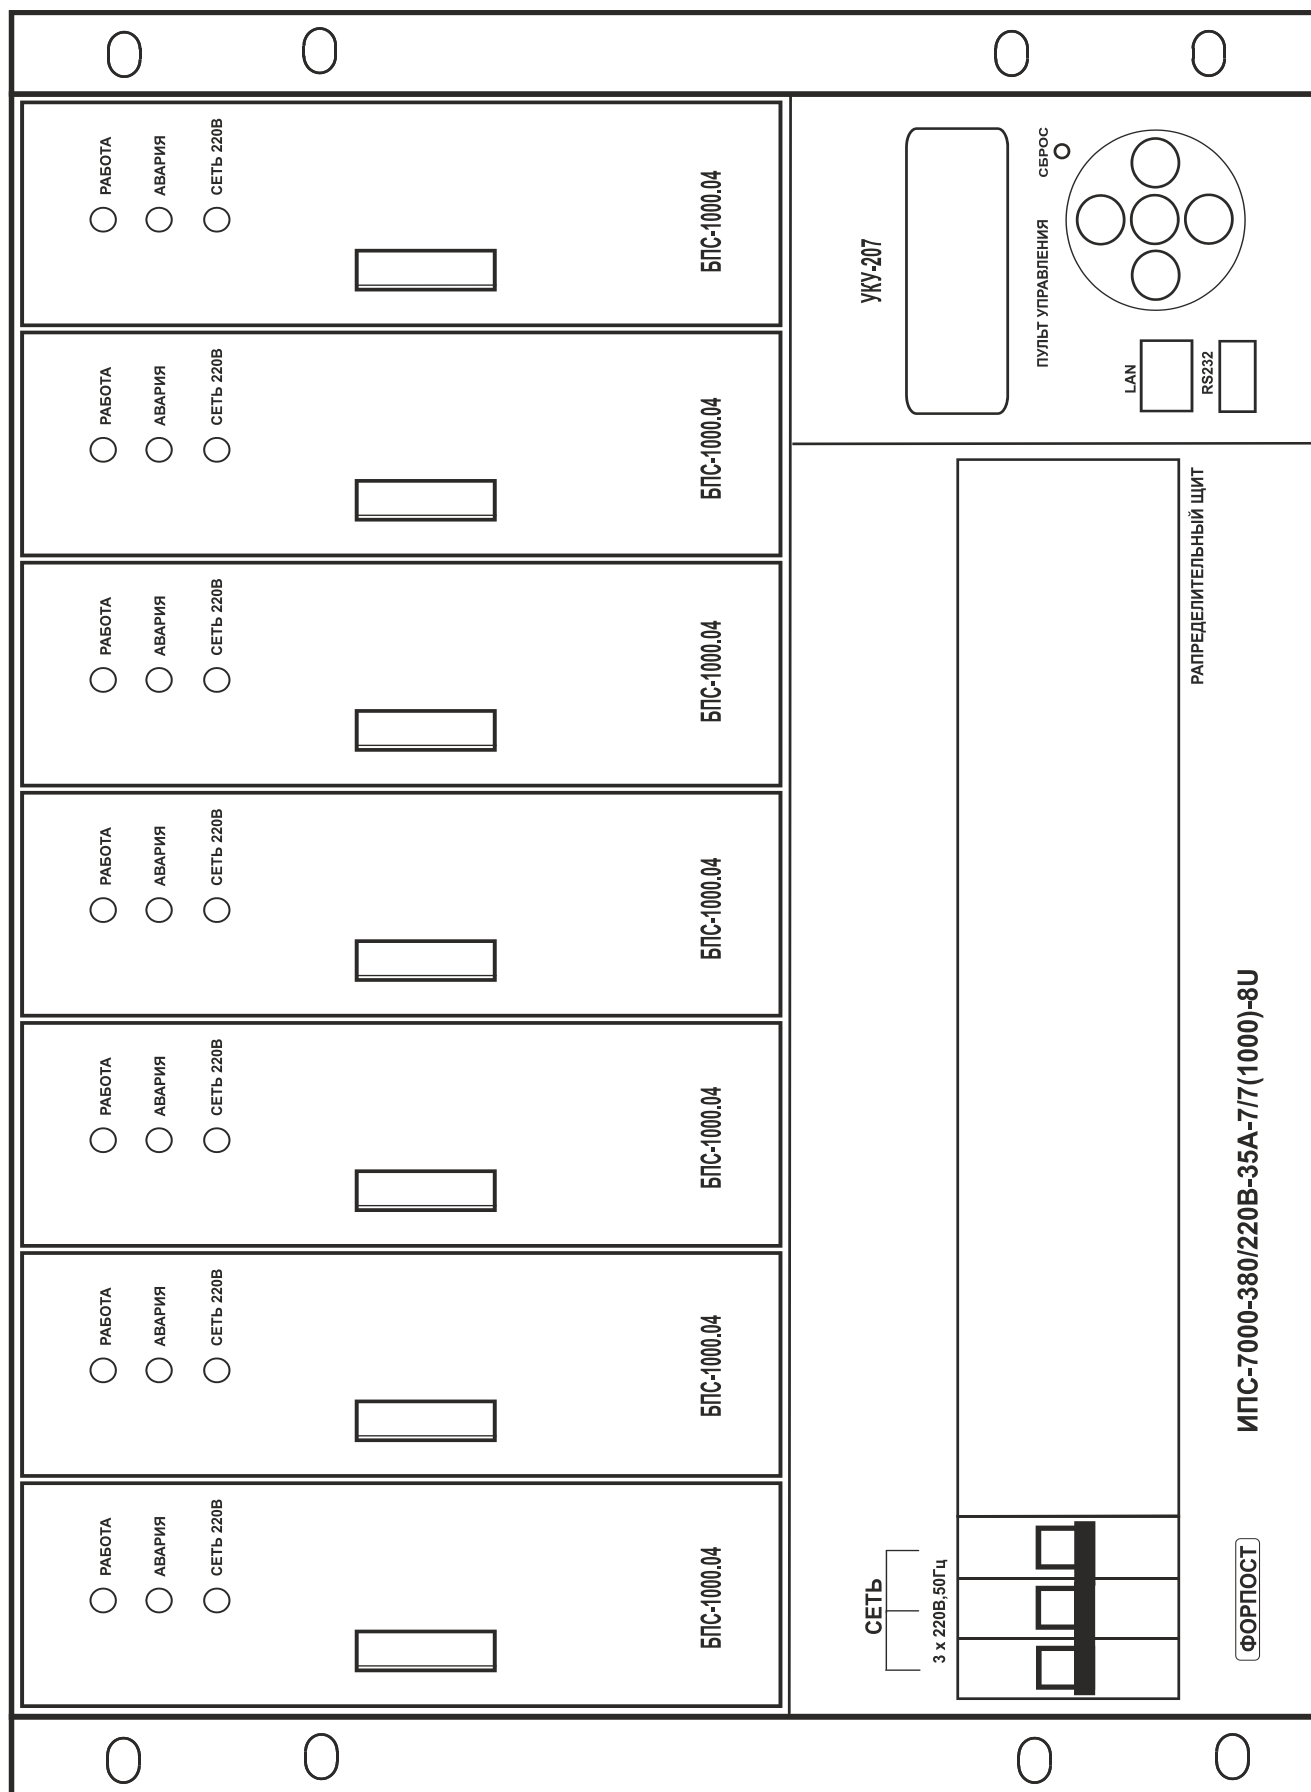 РАБОТА
АВАРИЯ
СЕТЬ 220В
БПС-1000.04
РАБОТА
АВАРИЯ
СЕТЬ 220В
БПС-1000.04
РАБОТА
АВАРИЯ
СЕТЬ 220В
БПС-1000.04
РАБОТА
АВАРИЯ
СЕТЬ 220В
БПС-1000.04
РАБОТА
АВАРИЯ
СЕТЬ 220В
БПС-1000.04
РАБОТА
АВАРИЯ
СЕТЬ 220В
БПС-1000.04
РАБОТА
АВАРИЯ
СЕТЬ 220В
БПС-1000.04
СЕТЬ
3 x 220В,50Гц
УКУ-207
ПУЛЬТ УПРАВЛЕНИЯ
СБРОС
LAN
RS232
РАПРЕДЕЛИТЕЛЬНЫЙ ЩИТ
ФОРПОСТ
ИПС-7000-380/220В-35А-7/7(1000)-8U